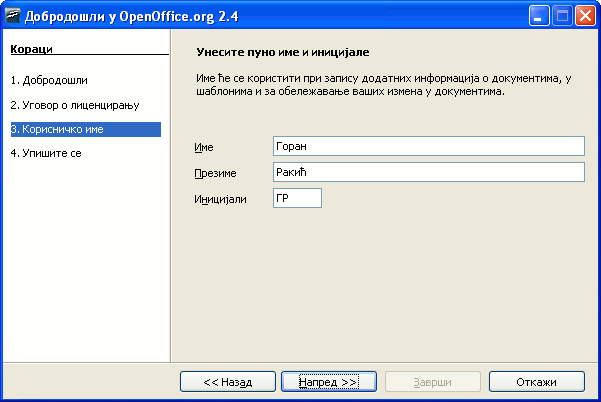 Добродошли у OpenOffice.org 2.4
Кораци
1. Добродошли
2. Уговор о лиценцирању
3. Корисничко име
4. Упишите се
Унесите пуно име и иницијале
Име ће се користити при запису додатних информација о документима, у
шаблонима и за обележавање ваших измена у документима.
Име Горан
Презиме Ракић
Иницијали ГР
<< Назад Напред >> Заврши Откажи